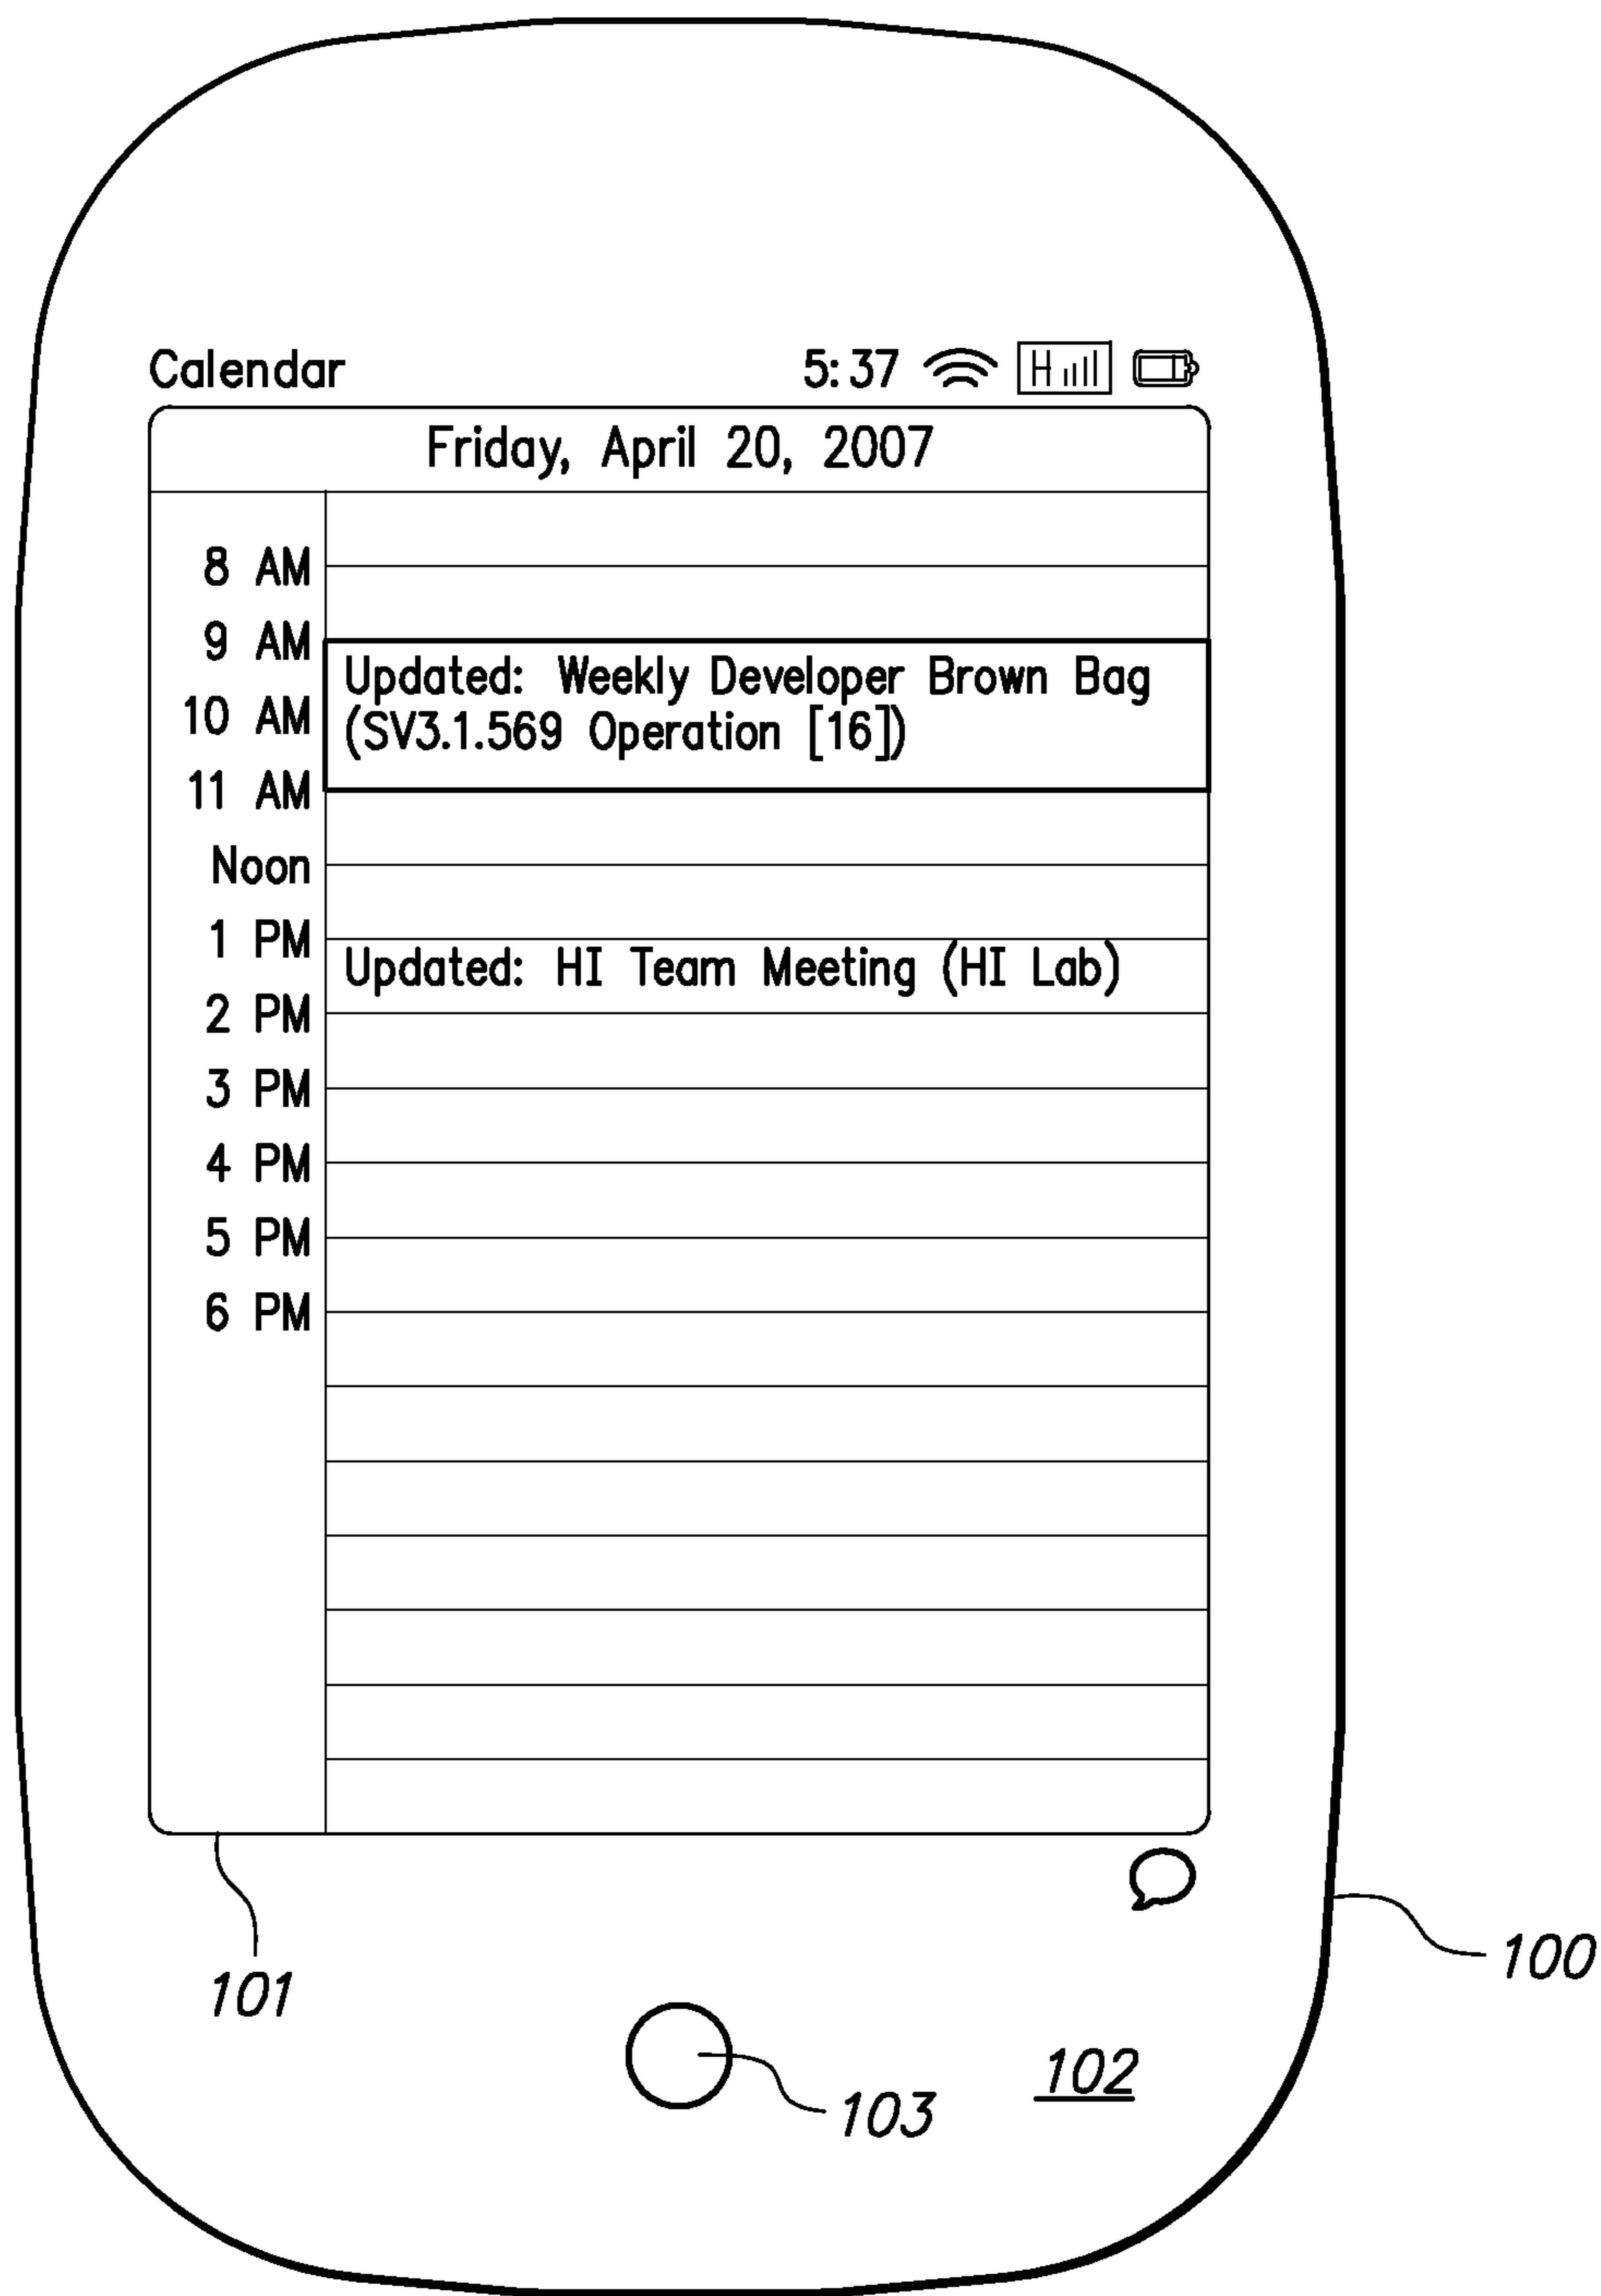 Calendar 5:37 H
Friday, April 20, 2007
8 AM
9 AM
Updated: Weekly Developer Brown Bag
10 AM (SV3.1.569 Operation [16])
11 AM
Noon
1 PM
Updated: HI Team Meeting (HI Lab)
2 PM
3 PM
4 PM
5 PM
6 PM
100
101
102
103